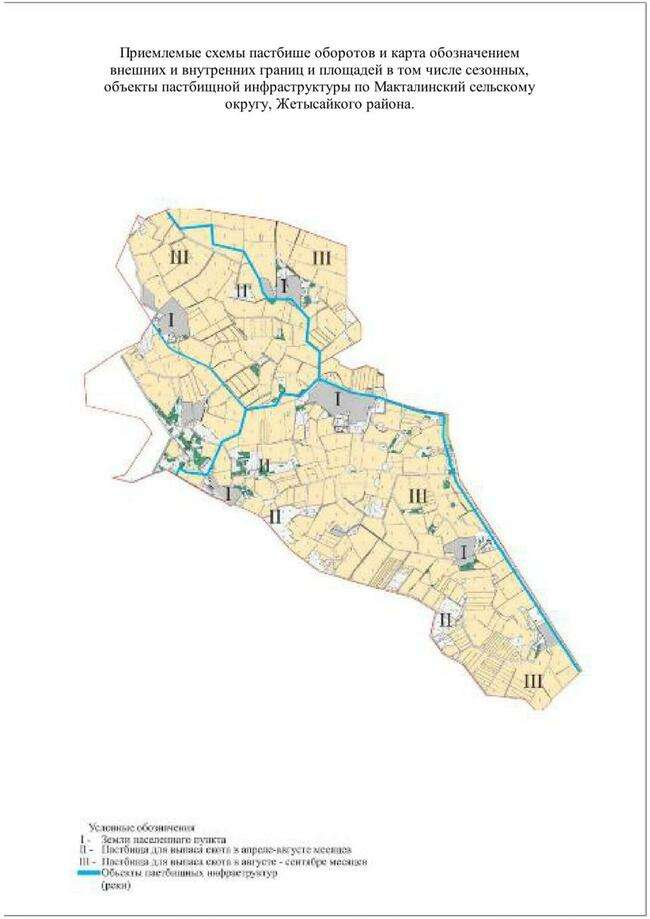 Приемлемые схемы пастбише оборотов и карта обозначением
внешних и внутренних границ и площадей в том числе сезонных,
объекты пастбищной инфраструктуры по Макталинский сельскому
округу, Жетысайкого района.
III
III
II
I
I
I
II
III
I
II
I
II
III
Условные обозначения
I - Земли населенного пункта
II - Пастбища для выпаса скота в апреле-августе месяцев
III - Пастбища для выпаса скота в августе - сентябре месяцев
Объекты пастбищных инфраструктур
(реки)